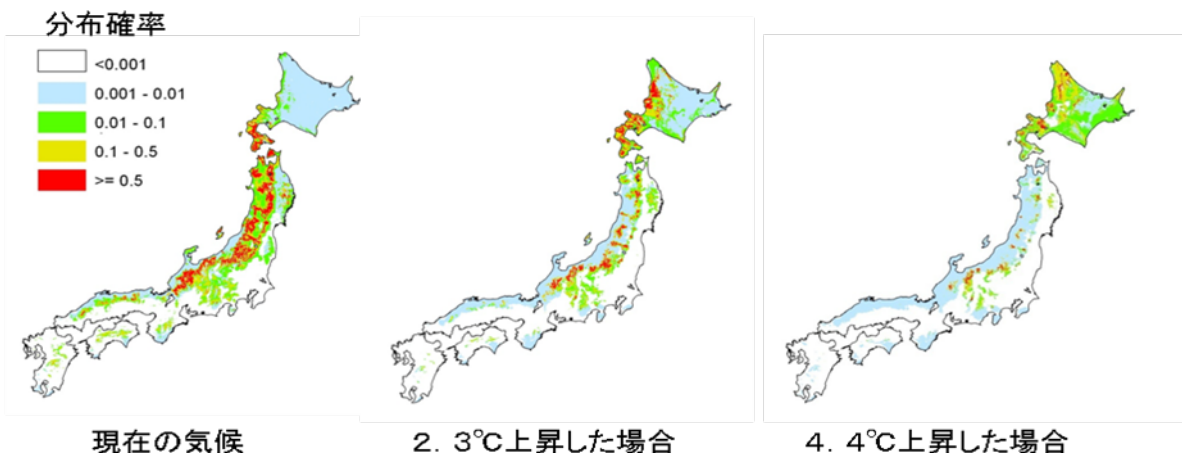 分布確率
<0.001
0.001 - 0.01
0.01 - 0.1
0.1 - 0.5
>= 0.5
現在の気候
2．3℃上昇した場合
4．4℃上昇した場合